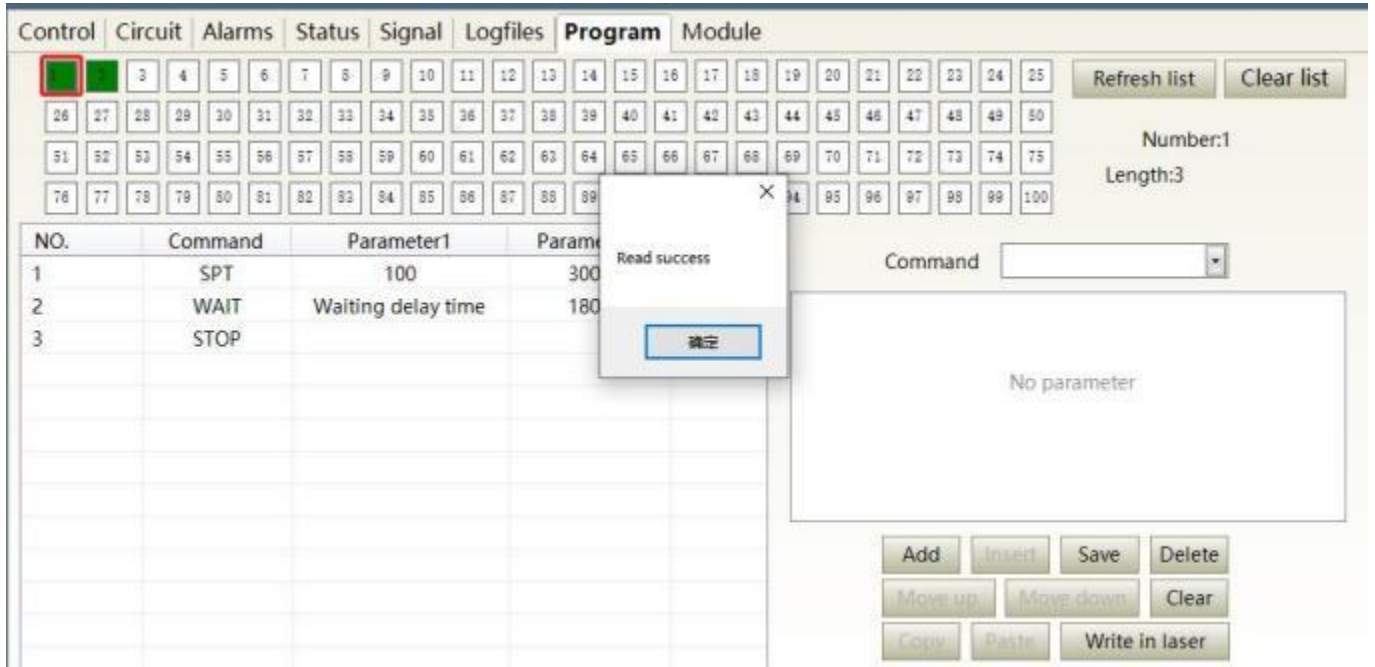 Control Circuit Alarms Status Signal Logfiles Program Module
1 2 3 4 5 6 7 8 9 10 11 12 13 14 15 16 17 18 19 20 21 22 23 24 25 Refresh list Clear list
26 27 28 29 30 31 32 33 34 35 36 37 38 39 40 41 42 43 44 45 46 47 48 49 50
Number:1
51 52 53 54 55 56 57 58 59 60 61 62 63 64 65 66 67 68 69 70 71 72 73 74 75
Length:3
76 77 78 79 80 81 82 83 84 85 86 87 88 89 94 95 96 97 98 99 100
NO. Command Parameter1 Parame
Read success
Command
1 SPT 100 300
2 WAIT Waiting delay time 180
3 STOP
确定
No parameter
Add Insert Save Delete
Move up Move down Clear
Copy Paste Write in laser